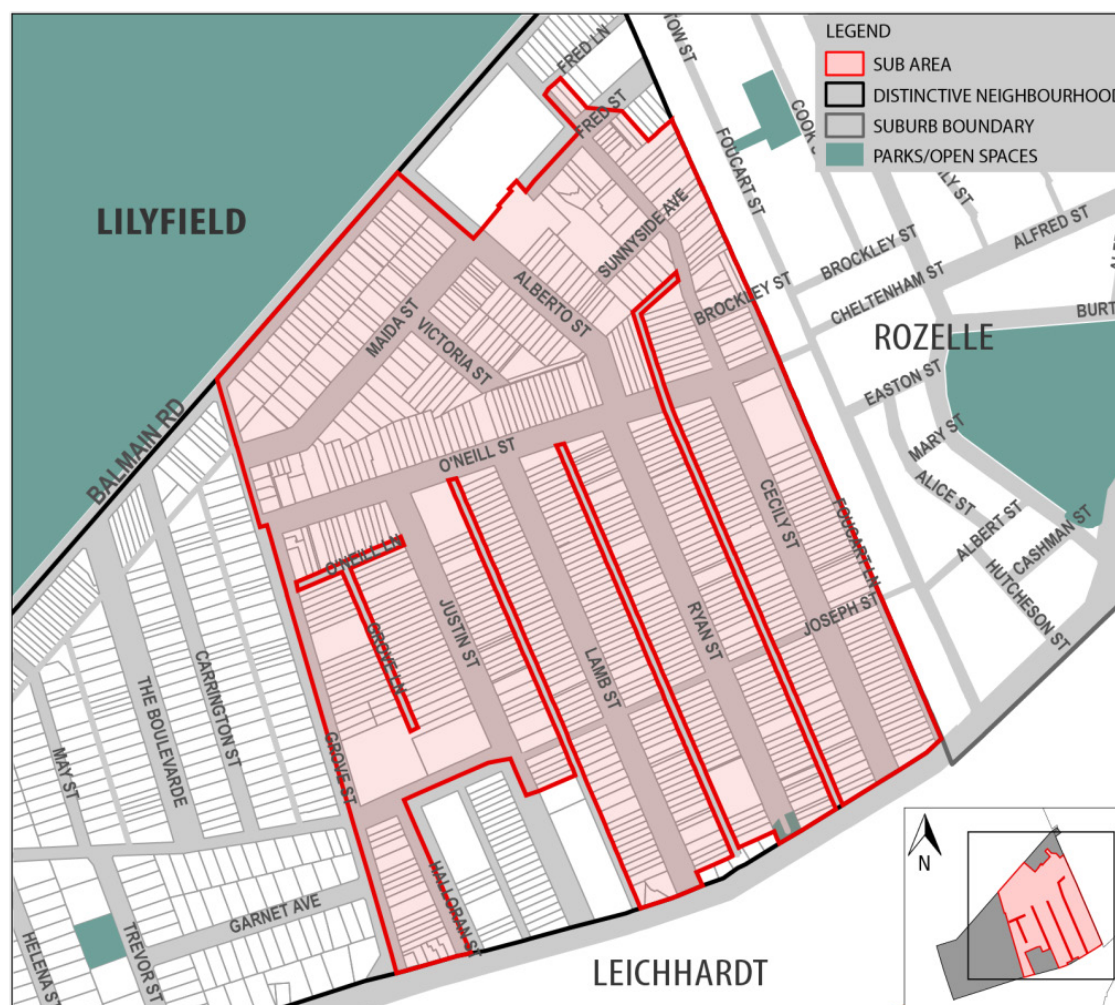 LEGEND
SUB AREA
DISTINCTIVE NEIGHBOURHOOD
SUBURB BOUNDARY
PARKS/OPEN SPACES
FRED LN
FRED ST
FOUCART ST
LILYFIELD
SUNNYSIDE AVE
ALBERTO ST
MAIDA ST
VICTORIA ST
BROCKLEY ST
BROCKLEY ST
CHELTENHAM ST
ALFRED ST
ROZELLE
EASTON ST
MARY ST
ALICE ST
ALBERT ST
CASHMAN ST
HUTCHESON ST
BALMAIN RD
O'NEILL ST
O'NEILL LN
GROVE LN
JUSTIN ST
LAMB ST
RYAN ST
CECILY ST
FOUCART LN
JOSEPH ST
CARRINGTON ST
THE BOULEVARDE
MAY ST
GROVE ST
HALLORAN ST
GARNET AVE
TREVOR ST
HELENA ST
LEICHHARDT
N